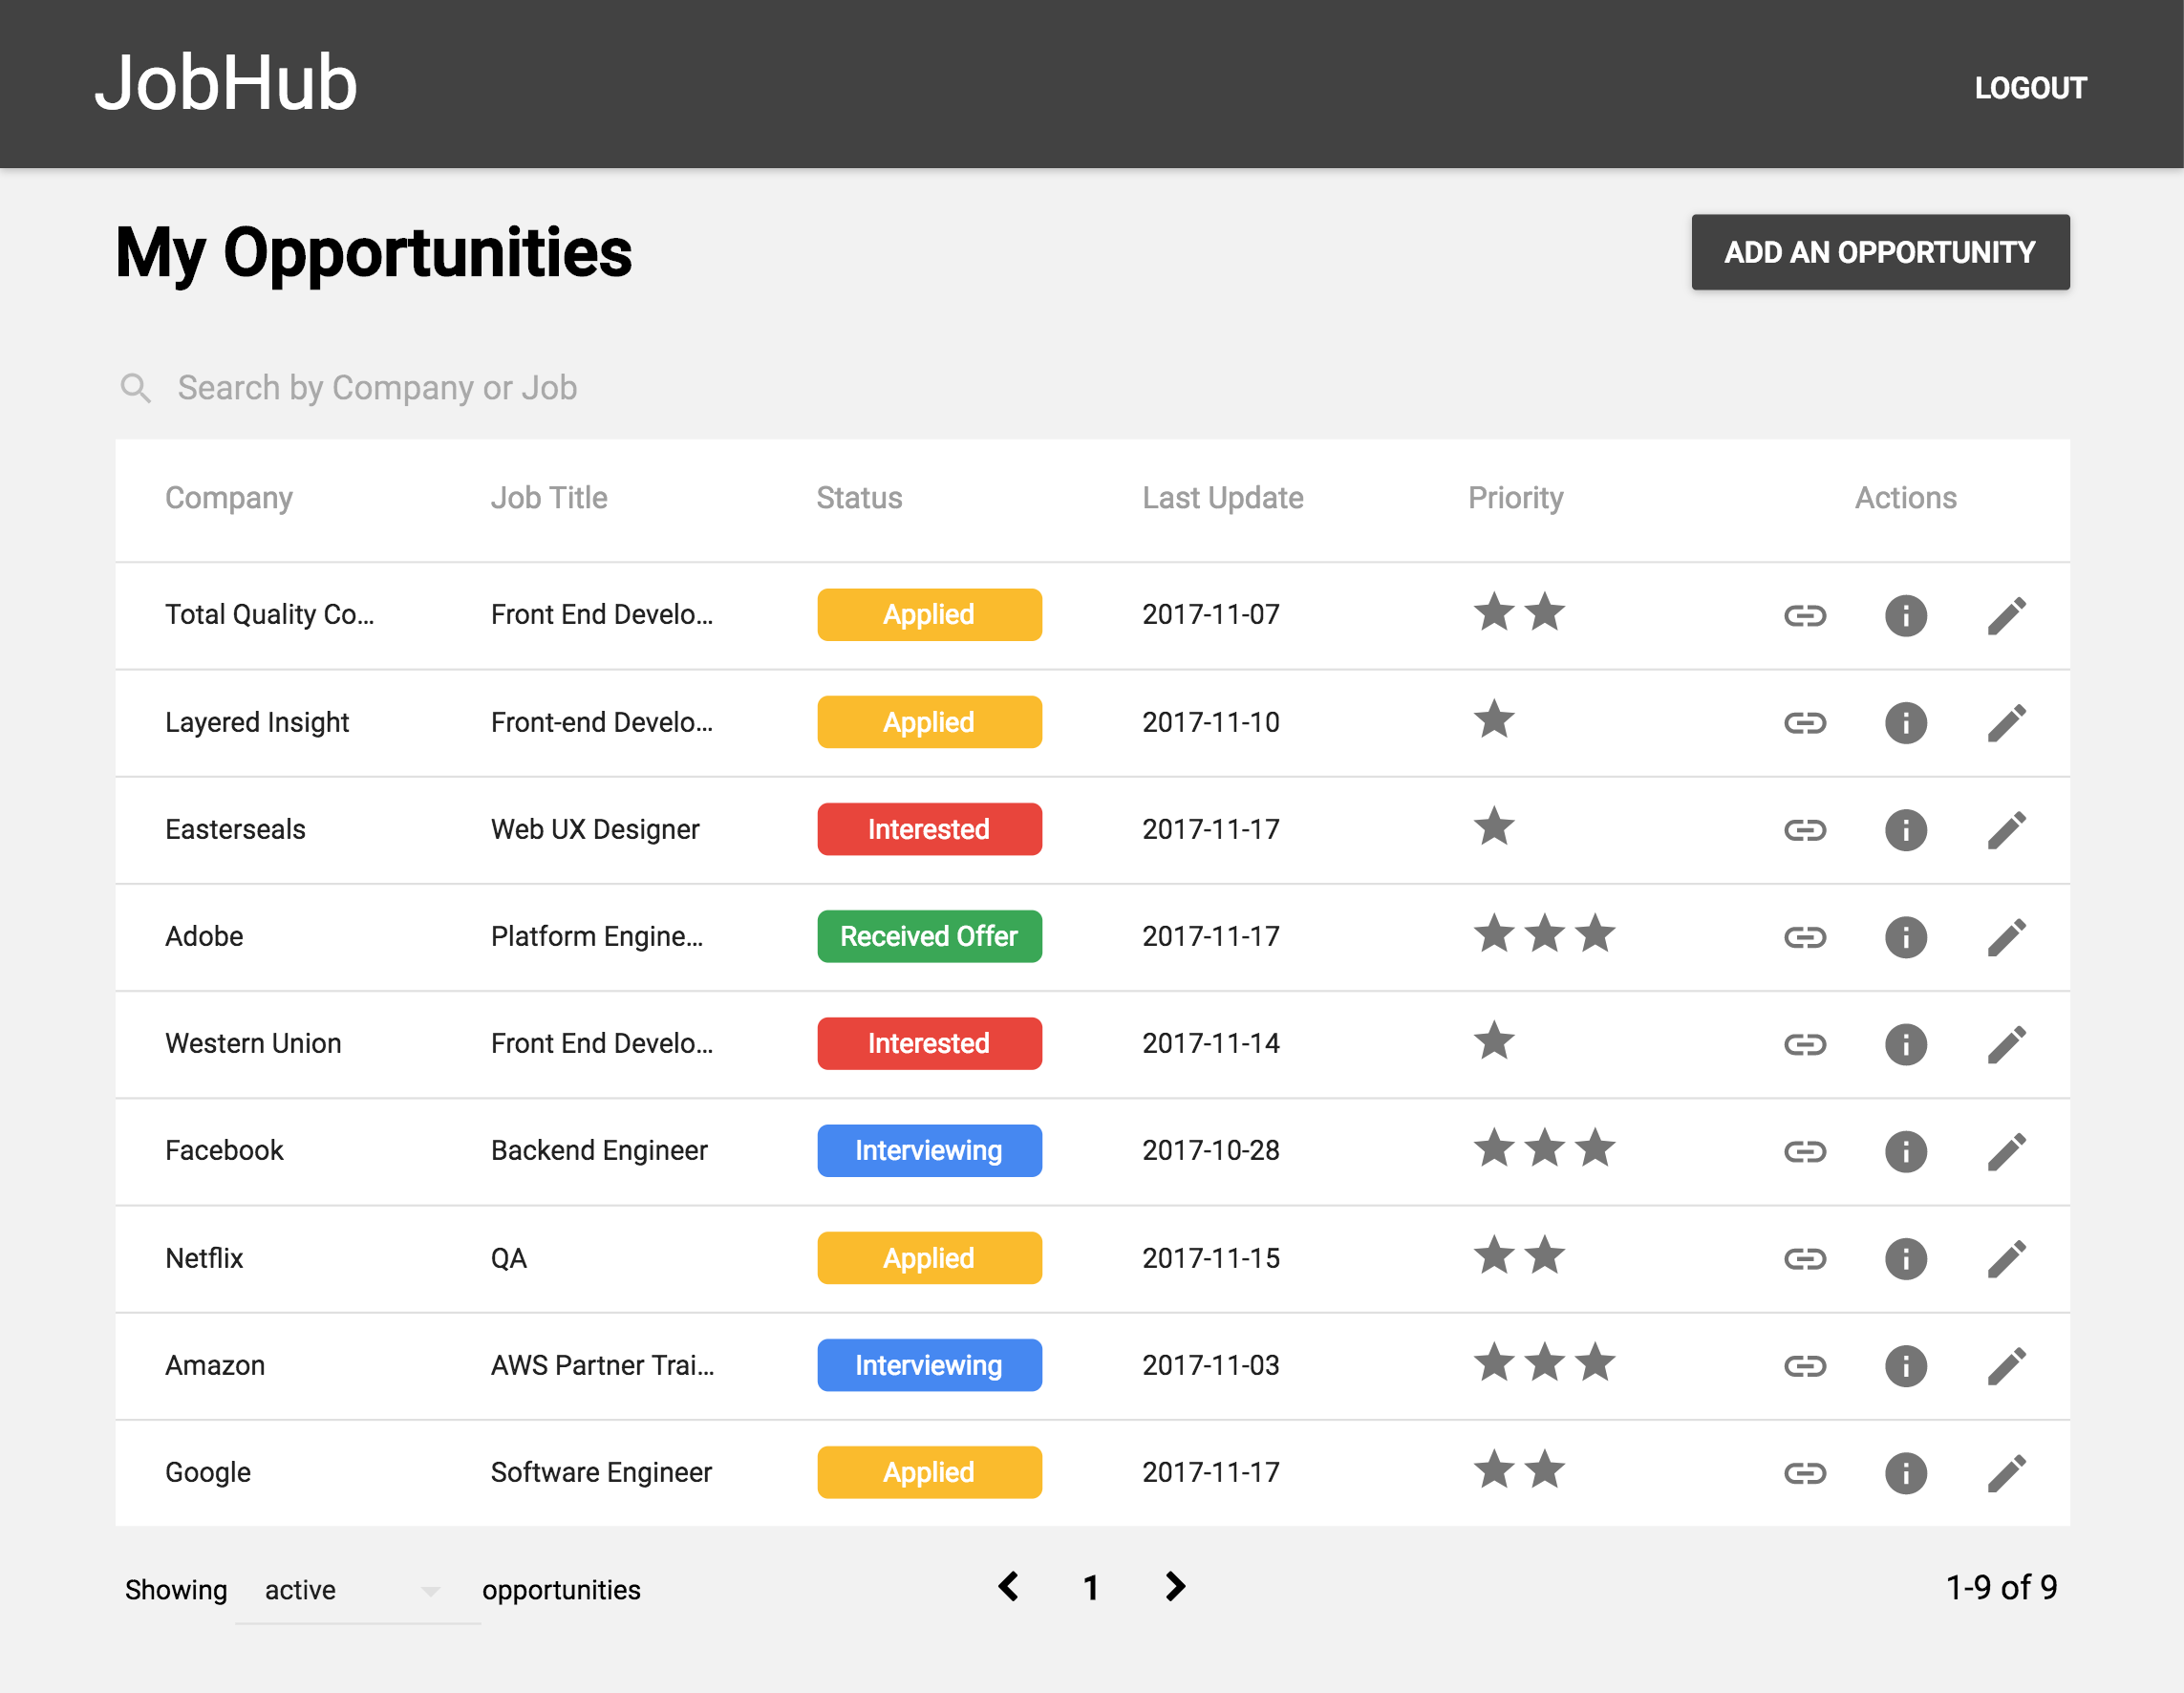 JobHub
LOGOUT
My Opportunities
ADD AN OPPORTUNITY
Search by Company or Job
Company Job Title Status Last Update Priority Actions
Total Quality Co... Front End Develo... Applied 2017-11-07
Layered Insight Front-end Develo... Applied 2017-11-10
Easterseals Web UX Designer Interested 2017-11-17
Adobe Platform Engine... Received Offer 2017-11-17
Western Union Front End Develo... Interested 2017-11-14
Facebook Backend Engineer Interviewing 2017-10-28
Netflix QA Applied 2017-11-15
Amazon AWS Partner Trai... Interviewing 2017-11-03
Google Software Engineer Applied 2017-11-17
Showing active opportunities 1 1-9 of 9